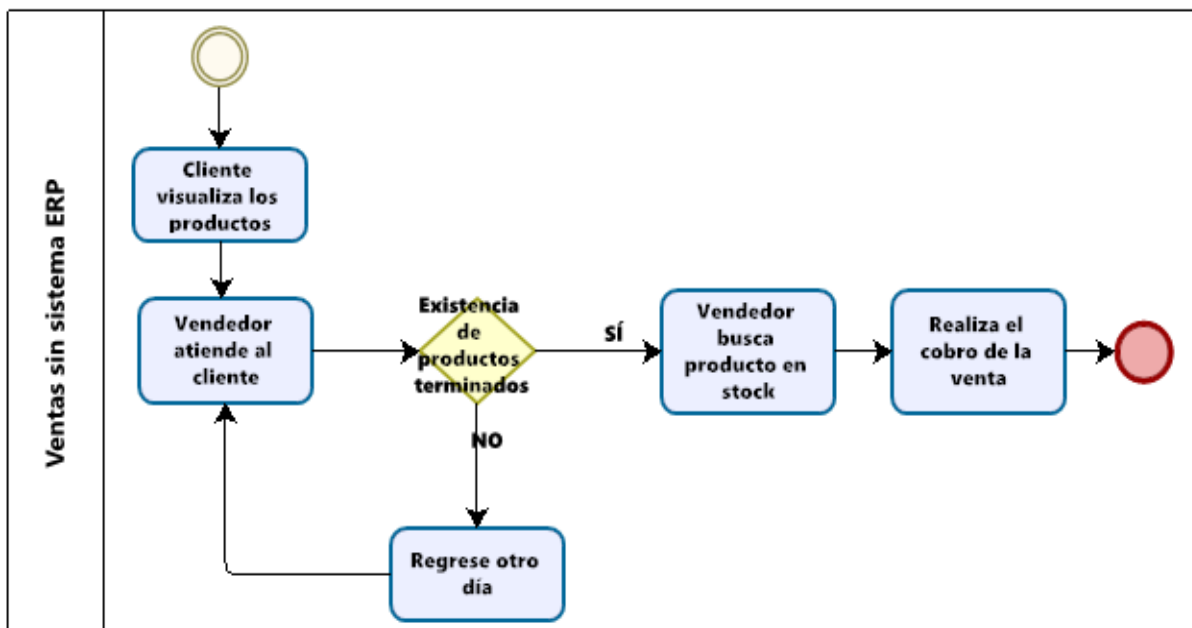 Ventas sin sistema ERP
Cliente
visualiza los
productos
Vendedor
atiende al
cliente
Existencia
de
productos
terminados
SÍ
Vendedor
busca
producto en
stock
Realiza el
cobro de la
venta
NO
Regrese otro
día